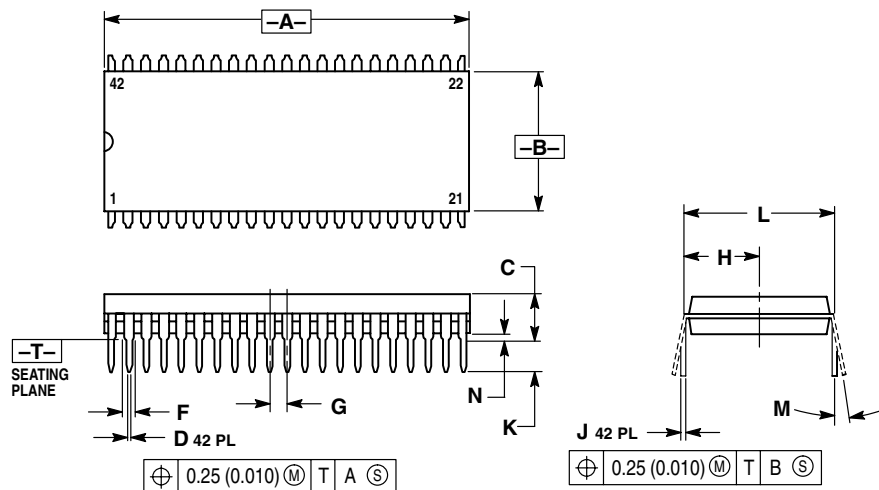 –A–
42 22
–B–
1 21
L
H
C
–T–
SEATING
PLANE
N
G
F
K
M
D 42 PL
J 42 PL
⌖ 0.25 (0.010) Ⓜ T A Ⓢ
⌖ 0.25 (0.010) Ⓜ T B Ⓢ